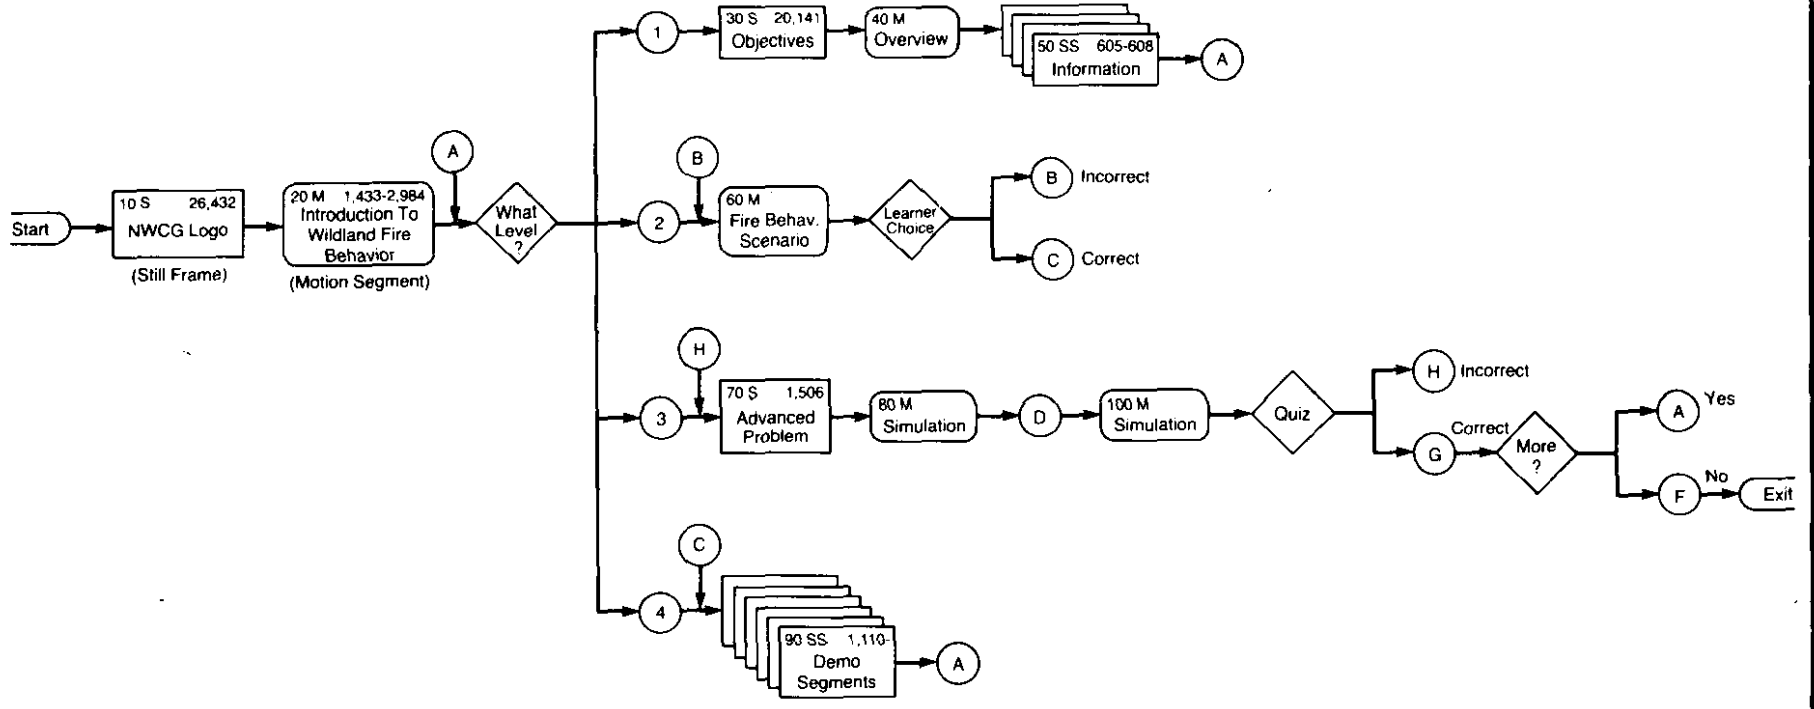 Start
10 S 26,432
NWCG Logo
(Still Frame)
20 M 1,433-2,984
Introduction To
Wildland Fire
Behavior
(Motion Segment)
A
What
Level
?
1
30 S 20,141
Objectives
40 M
Overview
50 SS 605-608
Information
A
2
B
60 M
Fire Behav.
Scenario
Learner
Choice
B Incorrect
C Correct
3
H
70 S 1,506
Advanced
Problem
80 M
Simulation
D
100 M
Simulation
Quiz
H Incorrect
G Correct
More
?
A Yes
F No
Exit
4
C
90 SS 1,110-
Demo
Segments
A